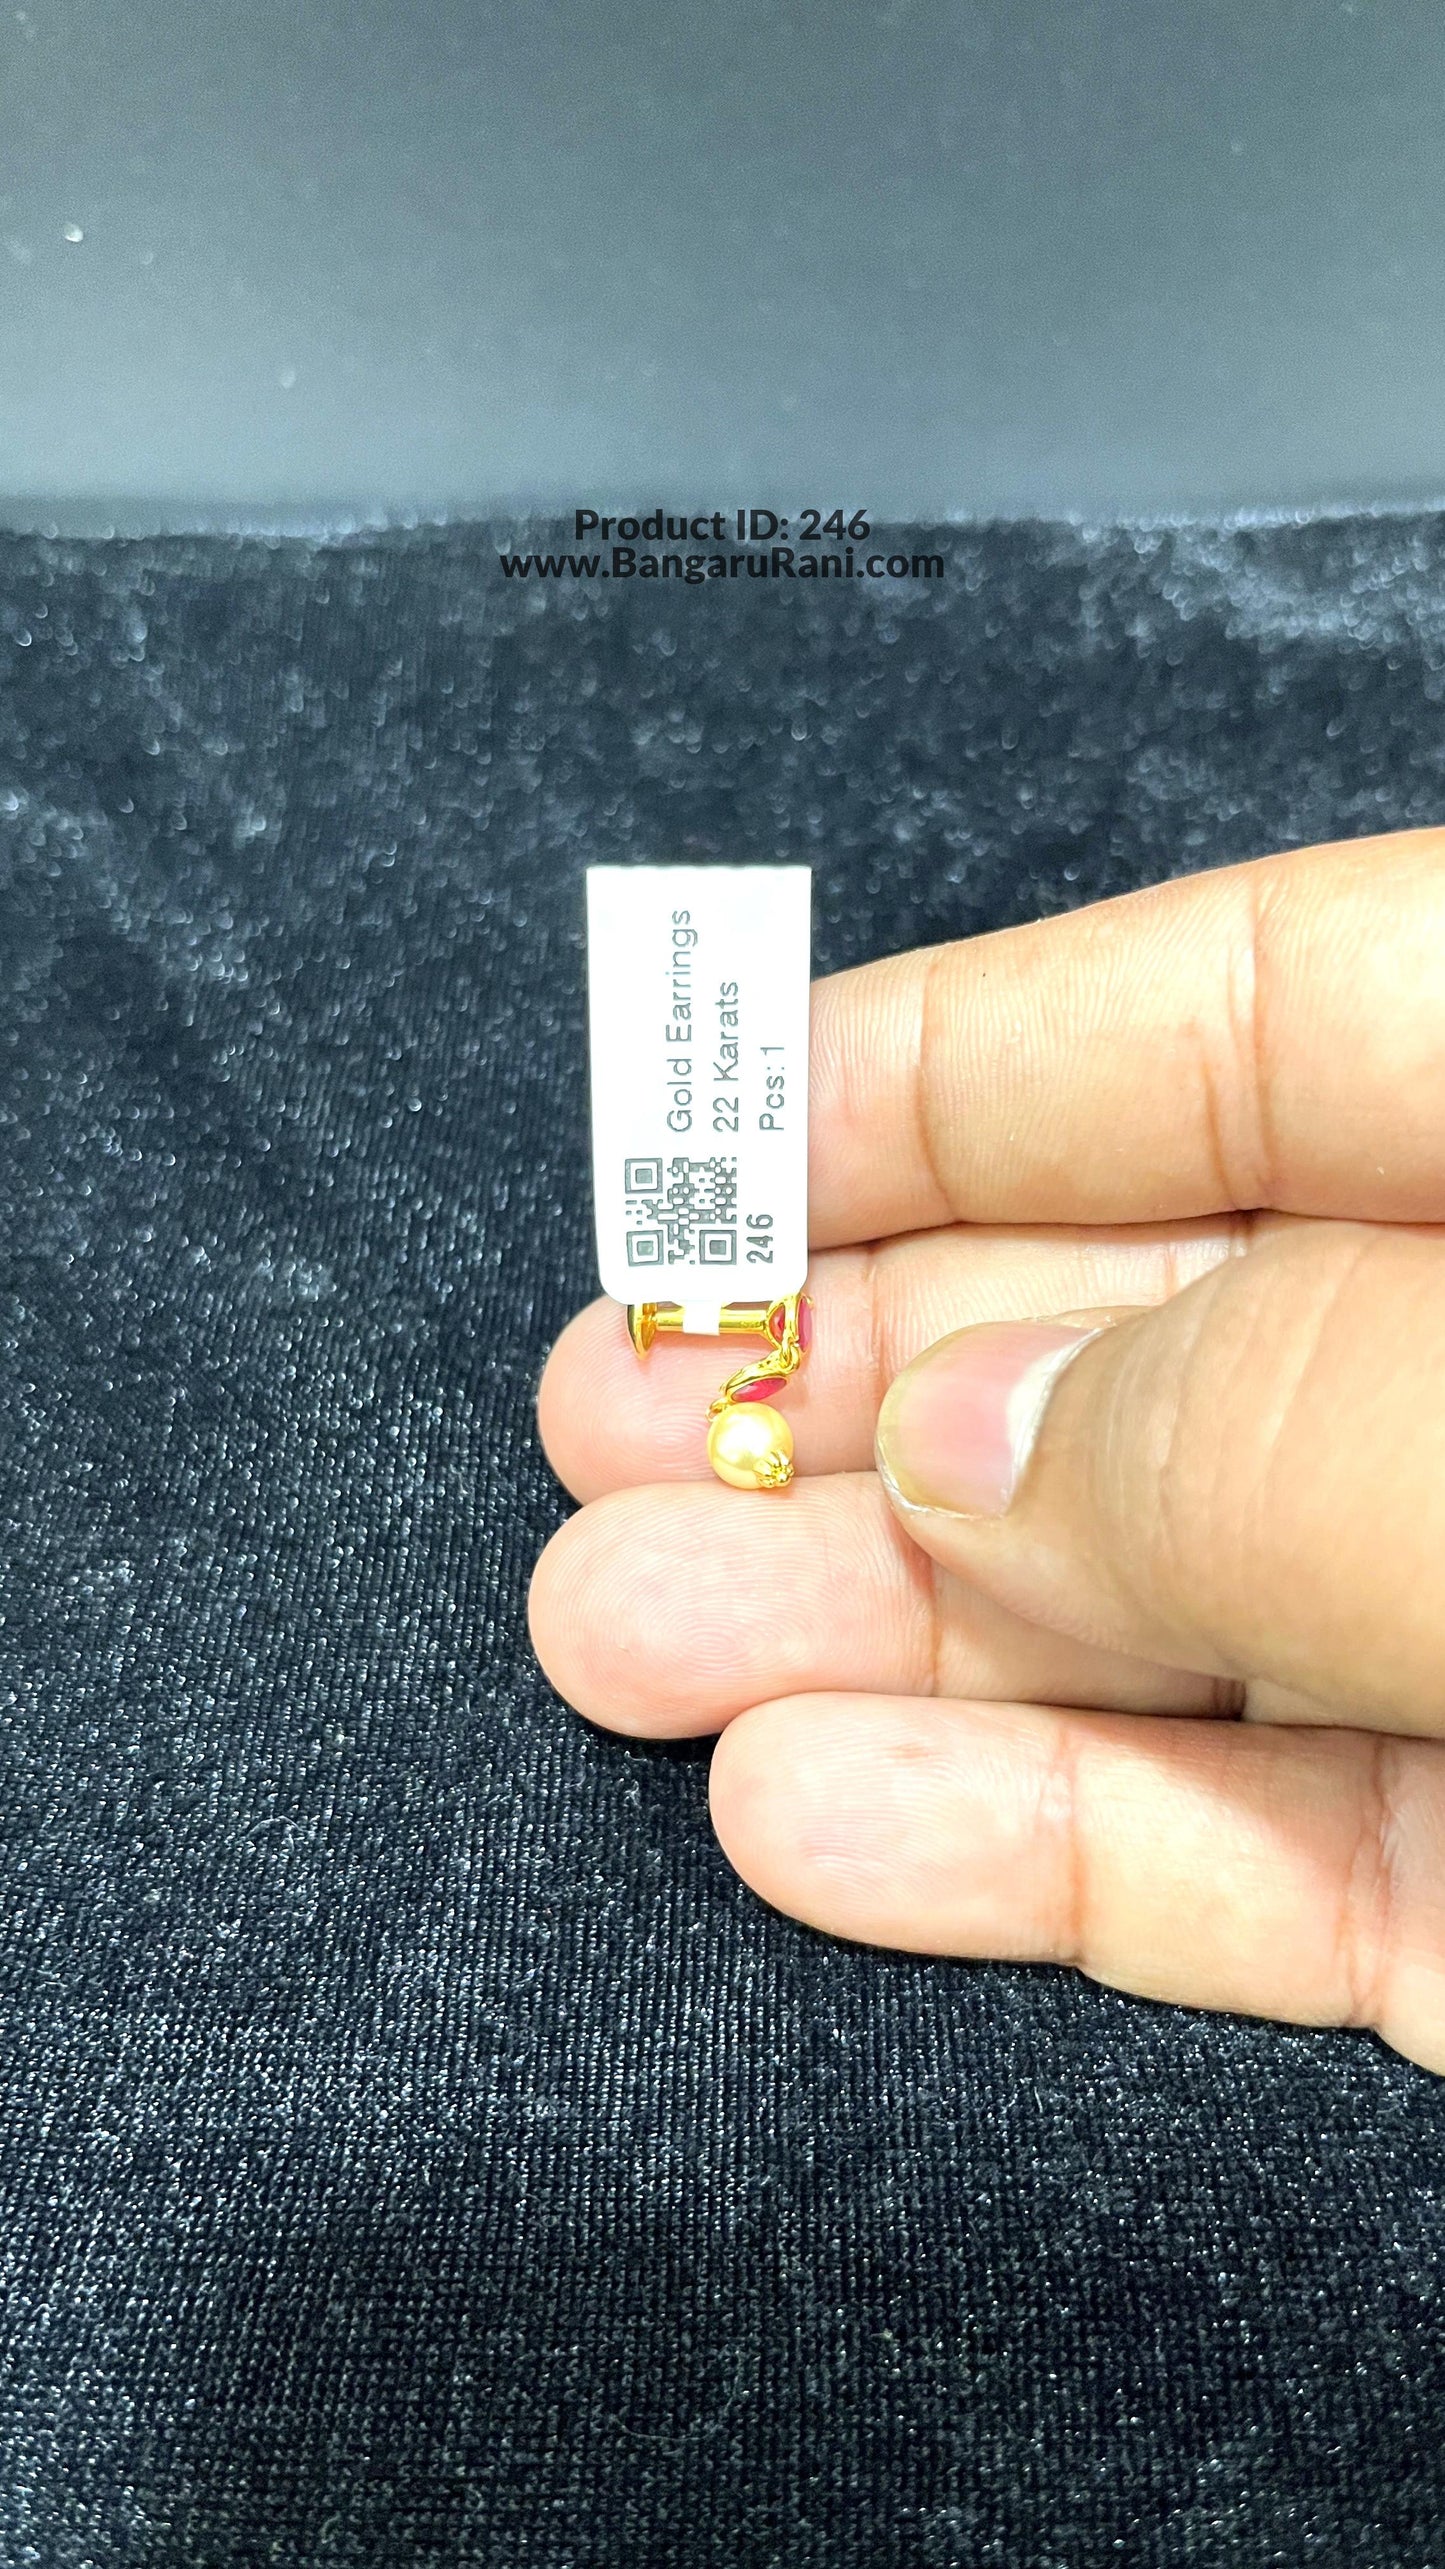 Product ID: 246
www.BangaruRani.com
Gold Earrings
22 Karats
Pcs: 1
246